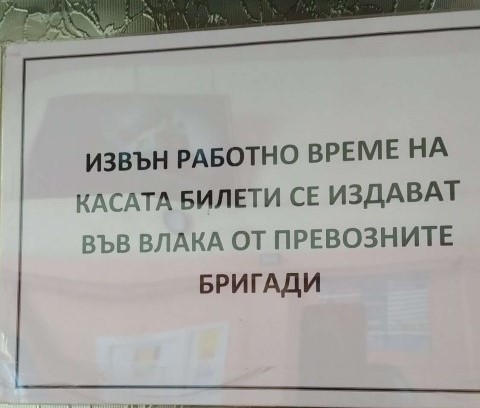 ИЗВЪН РАБОТНО ВРЕМЕ НА
КАСАТА БИЛЕТИ СЕ ИЗДАВАТ
ВЪВ ВЛАКА ОТ ПРЕВОЗНИТЕ
БРИГАДИ